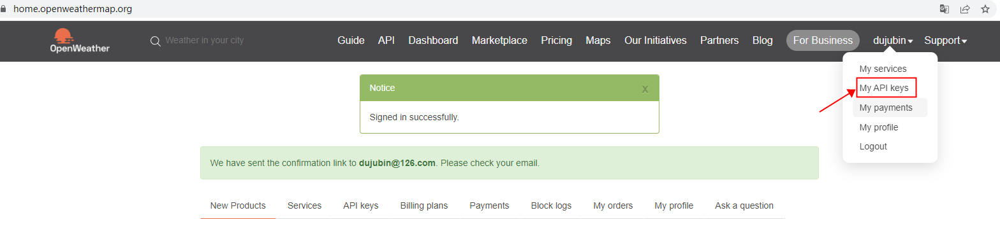 home.openweathermap.org
OpenWeather
Weather in your city
Guide API Dashboard Marketplace Pricing Maps Our Initiatives Partners Blog For Business dujubin Support
My services
My API keys
My payments
My profile
Logout
Notice x
Signed in successfully.
We have sent the confirmation link to dujubin@126.com. Please check your email.
New Products Services API keys Billing plans Payments Block logs My orders My profile Ask a question